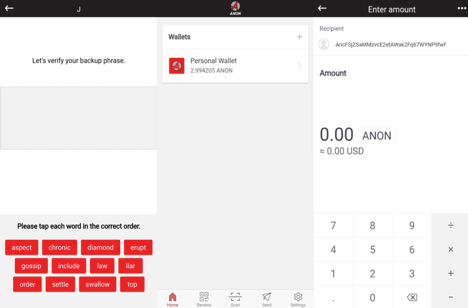 J
Let's verify your backup phrase.
Please tap each word in the correct order.
aspect chronic diamond erupt
gossip include law liar
order settle swallow top
ANON
Wallets +
Personal Wallet
2.994205 ANON
Home Receive Scan Send Settings
Enter amount
Recipient
AncF3jZSaMMzvcE2etAWak2Fq67WYNP9fwf
Amount
0.00 ANON
≈ 0.00 USD
7 8 9 ÷
4 5 6 ×
1 2 3 +
. 0 −